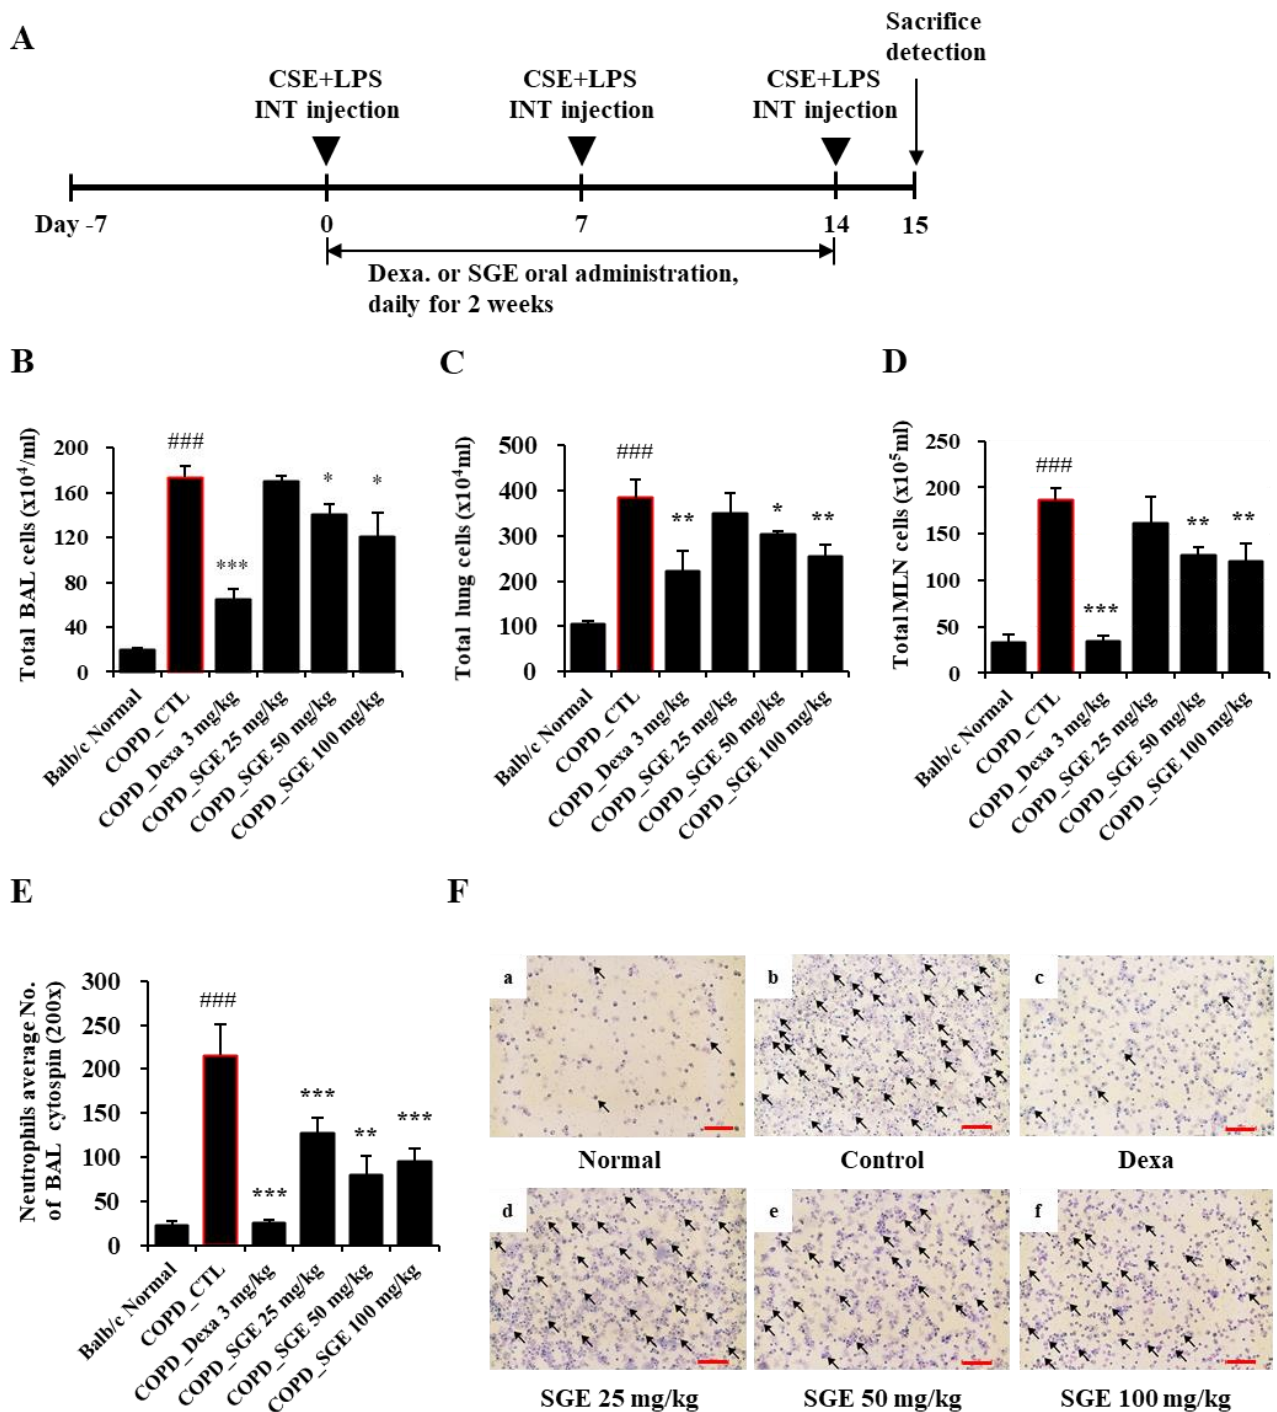 A
Sacrifice
detection
CSE+LPS
INT injection
CSE+LPS
INT injection
CSE+LPS
INT injection
Day -7
0
7
14
15
Dexa. or SGE oral administration,
daily for 2 weeks
B
Total BAL cells (x10⁴/ml)
200
160
120
80
40
0
###
***
*
*
Balb/c Normal
COPD_CTL
COPD_Dexa 3 mg/kg
COPD_SGE 25 mg/kg
COPD_SGE 50 mg/kg
COPD_SGE 100 mg/kg
C
Total lung cells (x10⁴ml)
500
400
300
200
100
0
###
**
*
**
Balb/c Normal
COPD_CTL
COPD_Dexa 3 mg/kg
COPD_SGE 25 mg/kg
COPD_SGE 50 mg/kg
COPD_SGE 100 mg/kg
D
Total MLN cells (x10⁵ml)
250
200
150
100
50
0
###
***
**
**
Balb/c Normal
COPD_CTL
COPD_Dexa 3 mg/kg
COPD_SGE 25 mg/kg
COPD_SGE 50 mg/kg
COPD_SGE 100 mg/kg
E
Neutrophils average No.
of BAL cytospin (200x)
300
250
200
150
100
50
0
###
***
***
**
***
Balb/c Normal
COPD_CTL
COPD_Dexa 3 mg/kg
COPD_SGE 25 mg/kg
COPD_SGE 50 mg/kg
COPD_SGE 100 mg/kg
F
a
b
c
Normal
Control
Dexa
d
e
f
SGE 25 mg/kg
SGE 50 mg/kg
SGE 100 mg/kg